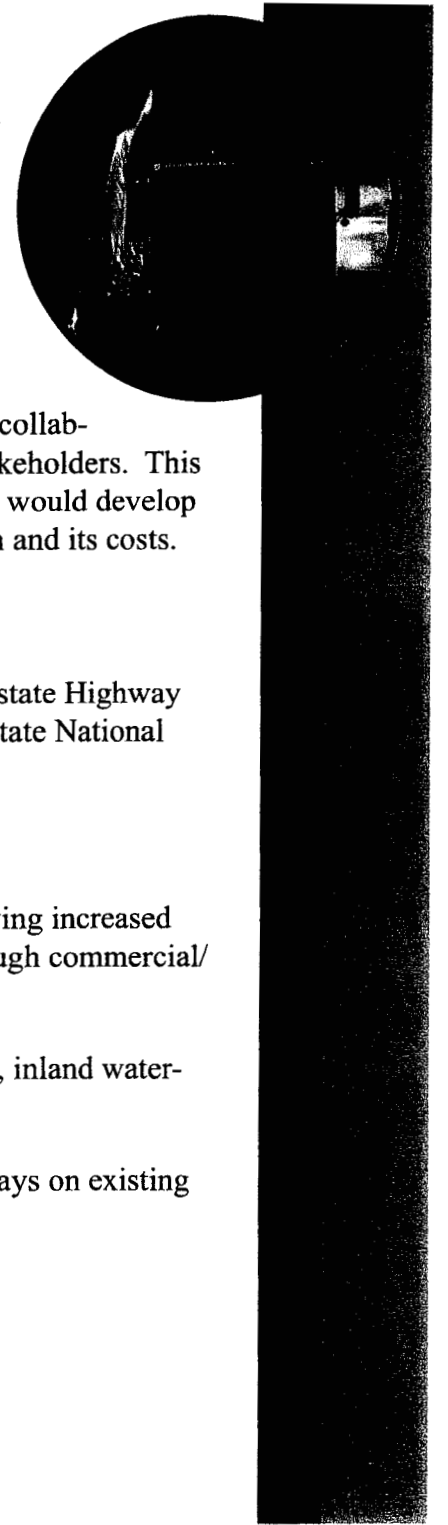 collab-
keholders. This
would develop
and its costs.
state Highway
tate National
ing increased
ugh commercial/
, inland water-
ays on existing